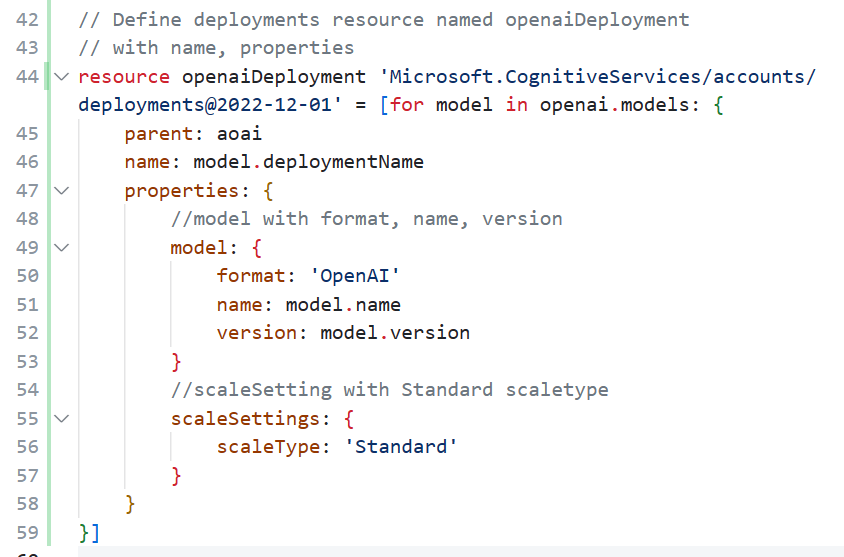 42 // Define deployments resource named openaiDeployment
43 // with name, properties
44 resource openaiDeployment 'Microsoft.CognitiveServices/accounts/
deployments@2022-12-01' = [for model in openai.models: {
45 parent: aoai
46 name: model.deploymentName
47 properties: {
48 //model with format, name, version
49 model: {
50 format: 'OpenAI'
51 name: model.name
52 version: model.version
53 }
54 //scaleSetting with Standard scaletype
55 scaleSettings: {
56 scaleType: 'Standard'
57 }
58 }
59 }]